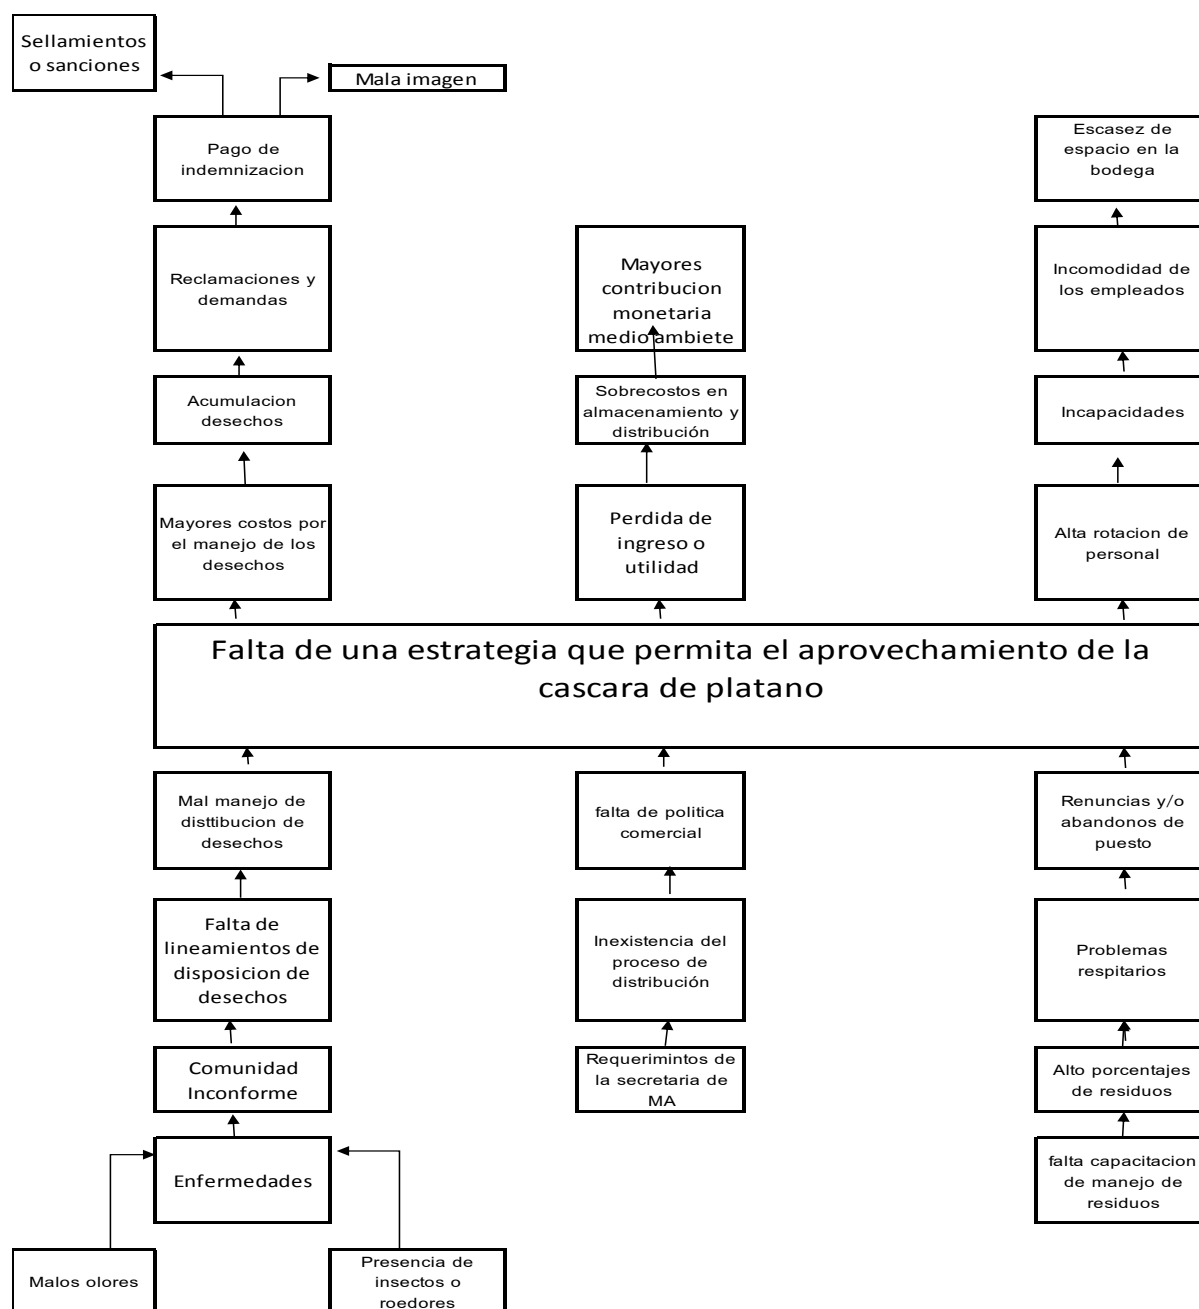 Sellamientos
o sanciones
Mala imagen
Pago de
indemnizacion
Escasez de
espacio en la
bodega
Reclamaciones y
demandas
Mayores
contribucion
monetaria
medio ambiete
Incomodidad de
los empleados
Acumulacion
desechos
Sobrecostos en
almacenamiento y
distribución
Incapacidades
Mayores costos por
el manejo de los
desechos
Perdida de
ingreso o
utilidad
Alta rotacion de
personal
Falta de una estrategia que permita el aprovechamiento de la
cascara de platano
Mal manejo de
disttibucion de
desechos
falta de politica
comercial
Renuncias y/o
abandonos de
puesto
Falta de
lineamientos de
disposicion de
desechos
Inexistencia del
proceso de
distribución
Problemas
respitarios
Comunidad
Inconforme
Requerimintos de
la secretaria de
MA
Alto porcentajes
de residuos
Enfermedades
falta capacitacion
de manejo de
residuos
Malos olores
Presencia de
insectos o
roedores